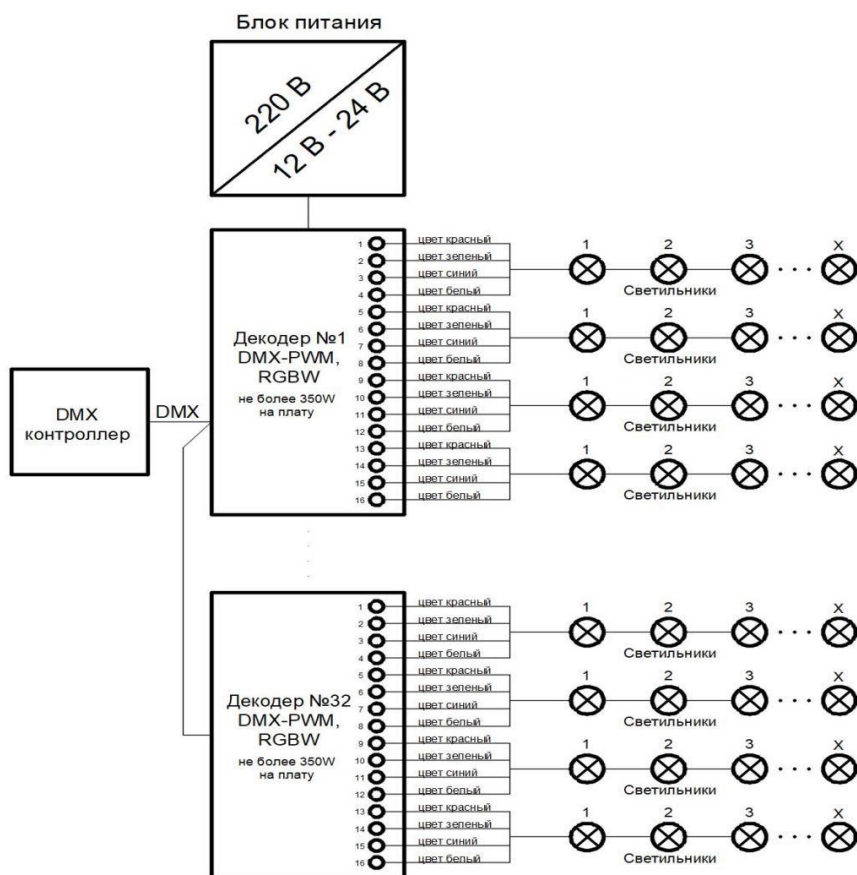 Блок питания
220 В
12 В - 24 В
1
2
3
4
5
6
7
8
9
10
11
12
13
14
15
16
цвет красный
цвет зеленый
цвет синий
цвет белый
цвет красный
цвет зеленый
цвет синий
цвет белый
цвет красный
цвет зеленый
цвет синий
цвет белый
цвет красный
цвет зеленый
цвет синий
цвет белый
Декодер №1
DMX-PWM,
RGBW
не более 350W
на плату
1 2 3 ... X
Светильники
1 2 3 ... X
Светильники
1 2 3 ... X
Светильники
1 2 3 ... X
Светильники
DMX
контроллер
DMX
1
2
3
4
5
6
7
8
9
10
11
12
13
14
15
16
цвет красный
цвет зеленый
цвет синий
цвет белый
цвет красный
цвет зеленый
цвет синий
цвет белый
цвет красный
цвет зеленый
цвет синий
цвет белый
цвет красный
цвет зеленый
цвет синий
цвет белый
Декодер №32
DMX-PWM,
RGBW
не более 350W
на плату
1 2 3 ... X
Светильники
1 2 3 ... X
Светильники
1 2 3 ... X
Светильники
1 2 3 ... X
Светильники